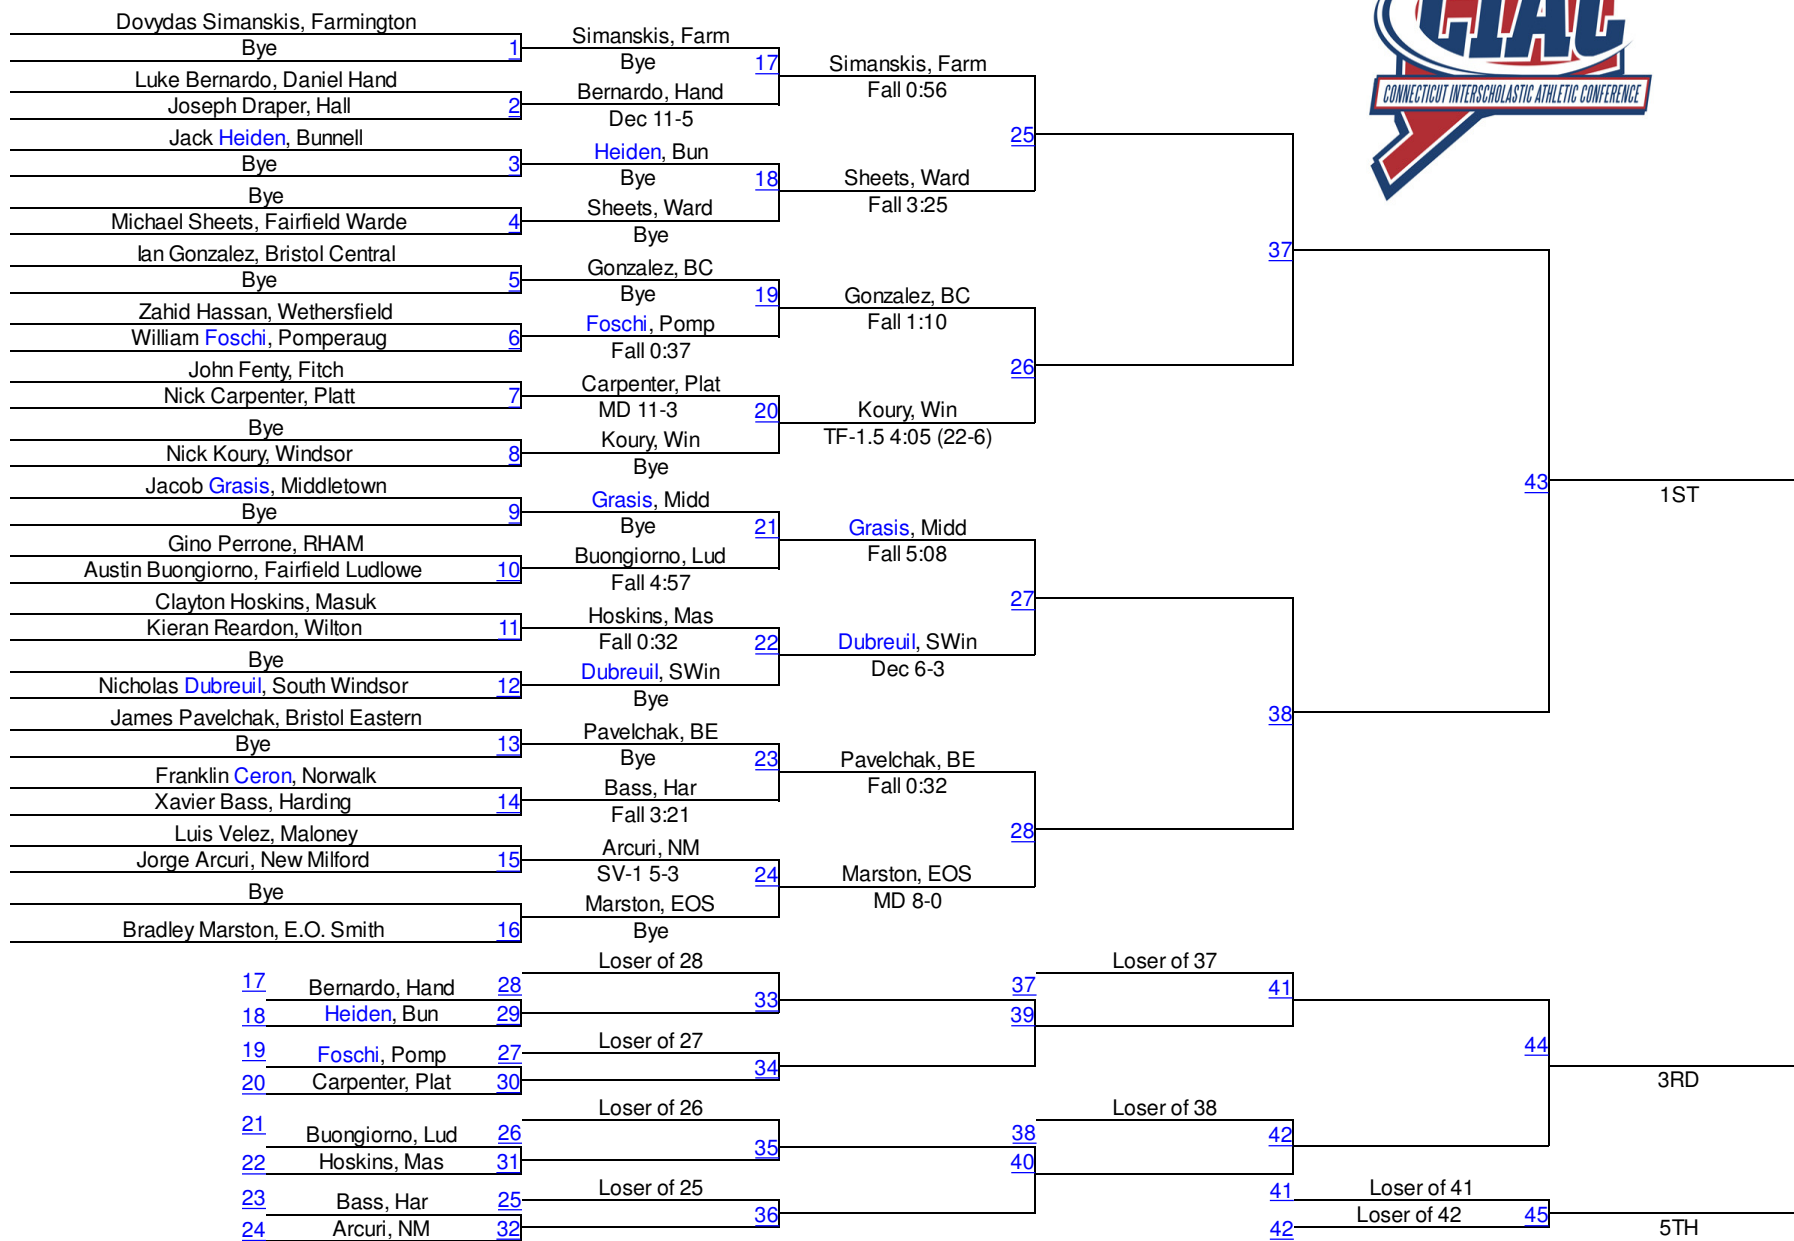 CIAC
CONNECTICUT INTERSCHOLASTIC ATHLETIC CONFERENCE
Dovydas Simanskis, Farmington
Bye
1
Luke Bernardo, Daniel Hand
Joseph Draper, Hall
2
Jack Heiden, Bunnell
Bye
3
Bye
Michael Sheets, Fairfield Warde
4
Ian Gonzalez, Bristol Central
Bye
5
Zahid Hassan, Wethersfield
William Foschi, Pomperaug
6
John Fenty, Fitch
Nick Carpenter, Platt
7
Bye
Nick Koury, Windsor
8
Jacob Grasis, Middletown
Bye
9
Gino Perrone, RHAM
Austin Buongiorno, Fairfield Ludlowe
10
Clayton Hoskins, Masuk
Kieran Reardon, Wilton
11
Bye
Nicholas Dubreuil, South Windsor
12
James Pavelchak, Bristol Eastern
Bye
13
Franklin Ceron, Norwalk
Xavier Bass, Harding
14
Luis Velez, Maloney
Jorge Arcuri, New Milford
15
Bye
Bradley Marston, E.O. Smith
16
Simanskis, Farm
Bye
17
Bernardo, Hand
Dec 11-5
Heiden, Bun
Bye
18
Sheets, Ward
Bye
Gonzalez, BC
Bye
19
Foschi, Pomp
Fall 0:37
Carpenter, Plat
MD 11-3
20
Koury, Win
Bye
Grasis, Midd
Bye
21
Buongiorno, Lud
Fall 4:57
Hoskins, Mas
Fall 0:32
22
Dubreuil, SWin
Bye
Pavelchak, BE
Bye
23
Bass, Har
Fall 3:21
Arcuri, NM
SV-1 5-3
24
Marston, EOS
Bye
Simanskis, Farm
Fall 0:56
25
Sheets, Ward
Fall 3:25
Gonzalez, BC
Fall 1:10
26
Koury, Win
TF-1.5 4:05 (22-6)
Grasis, Midd
Fall 5:08
27
Dubreuil, SWin
Dec 6-3
Pavelchak, BE
Fall 0:32
28
Marston, EOS
MD 8-0
37
38
43
1ST
17
Bernardo, Hand
28
18
Heiden, Bun
29
19
Foschi, Pomp
27
20
Carpenter, Plat
30
21
Buongiorno, Lud
26
22
Hoskins, Mas
31
23
Bass, Har
25
24
Arcuri, NM
32
Loser of 28
33
Loser of 27
34
Loser of 26
35
Loser of 25
36
37
39
38
40
Loser of 37
41
Loser of 38
42
44
3RD
41
Loser of 41
42
Loser of 42
45
5TH